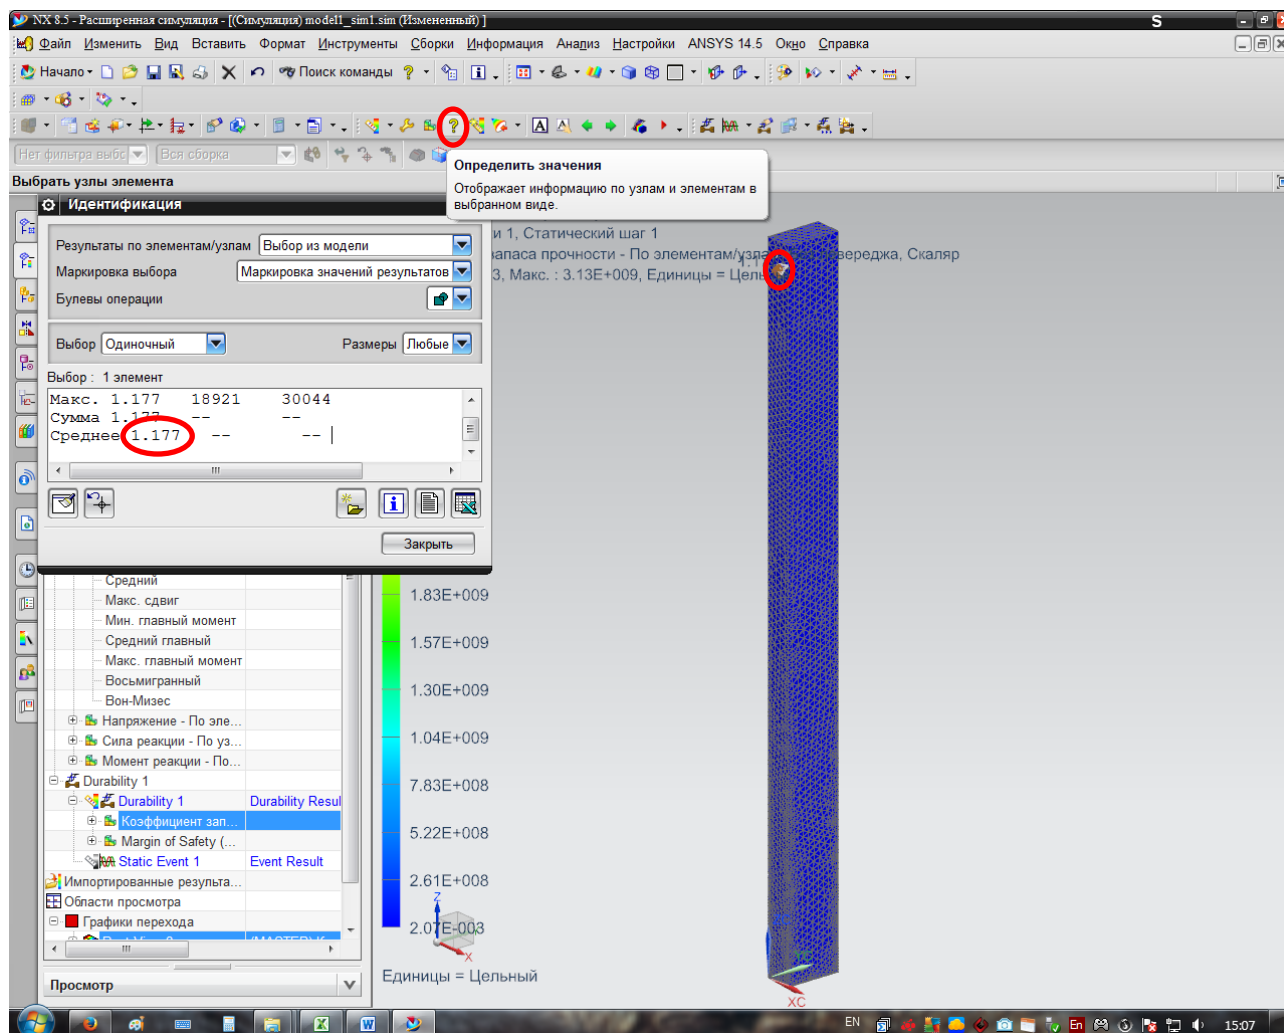 NX 8.5 - Расширенная симуляция - [(Симуляция) model1_sim1.sim (Измененный) ]
S
Файл Изменить Вид Вставить Формат Инструменты Сборки Информация Анализ Настройки ANSYS 14.5 Окно Справка
Начало
Поиск команды
Нет фильтра выбо
Вся сборка
Определить значения
Отображает информацию по узлам и элементам в
выбранном виде.
Выбрать узлы элемента
Идентификация
Результаты по элементам/узлам Выбор из модели
Маркировка выбора Маркировка значений результатов
Булевы операции
Выбор Одиночный Размеры Любые
Выбор : 1 элемент
Макс. 1.177 18921 30044
Сумма 1.177 -- --
Среднее 1.177 -- --
Закрыть
и 1, Статический шаг 1
запаса прочности - По элементам/узлам
вереджа, Скаляр
3, Макс. : 3.13E+009, Единицы = Цельный
Средний
Макс. сдвиг
Мин. главный момент
Средний главный
Макс. главный момент
Восьмигранный
Вон-Мизес
Напряжение - По эле...
Сила реакции - По уз...
Момент реакции - По...
Durability 1
Durability 1 Durability Resul
Коэффициент зап...
Margin of Safety (...
Static Event 1 Event Result
Импортированные результа...
Области просмотра
Графики перехода
Просмотр
1.83E+009
1.57E+009
1.30E+009
1.04E+009
7.83E+008
5.22E+008
2.61E+008
2.07E-003
Z
X
Единицы = Цельный
XC
EN
En
15:07